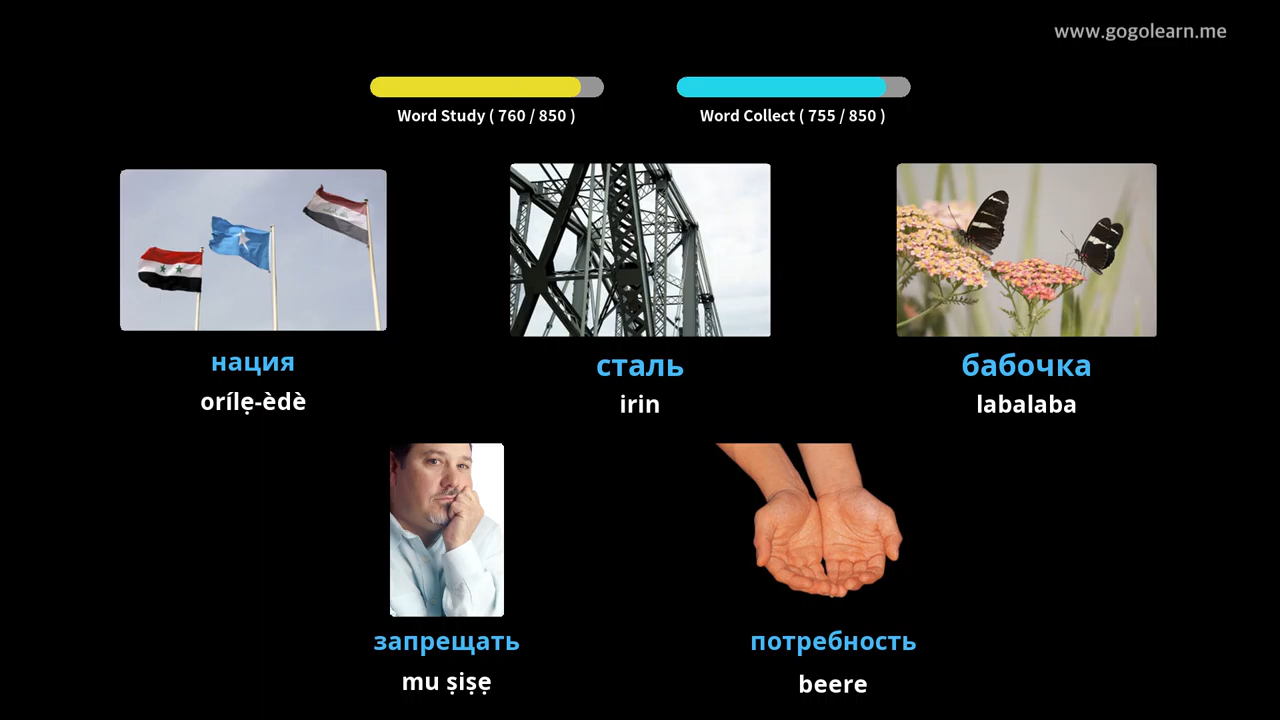 www.gogolearn.me
Word Study ( 760 / 850 )
Word Collect ( 755 / 850 )
нация
orílẹ-èdè
сталь
irin
бабочка
labalaba
запрещать
mu ṣiṣẹ
потребность
beere